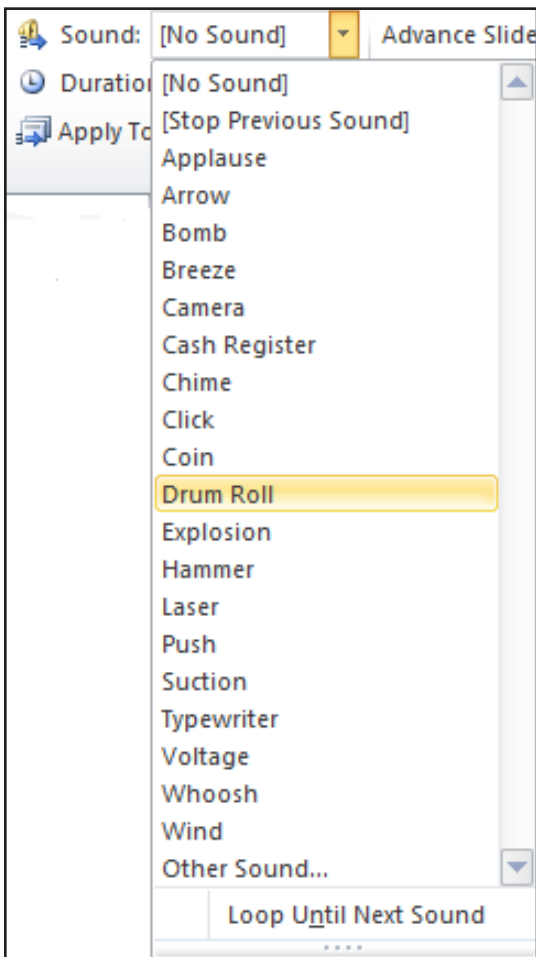 Sound: [No Sound] Advance Slide
Duration
Apply To
[No Sound]
[Stop Previous Sound]
Applause
Arrow
Bomb
Breeze
Camera
Cash Register
Chime
Click
Coin
Drum Roll
Explosion
Hammer
Laser
Push
Suction
Typewriter
Voltage
Whoosh
Wind
Other Sound...
Loop Until Next Sound